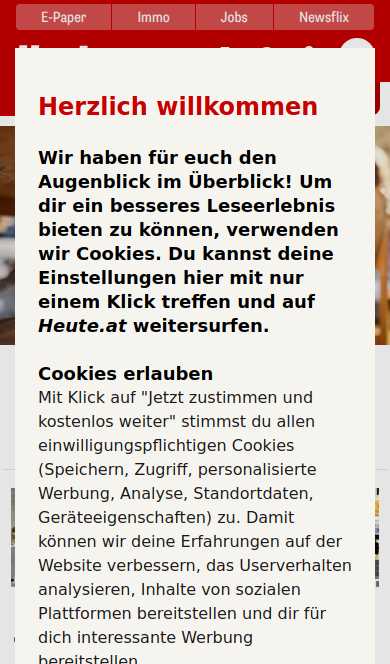 E-Paper
Immo
Jobs
Newsflix
Herzlich willkommen
Wir haben für euch den
Augenblick im Überblick! Um
dir ein besseres Leseerlebnis
bieten zu können, verwenden
wir Cookies. Du kannst deine
Einstellungen hier mit nur
einem Klick treffen und auf
Heute.at weitersurfen.
Cookies erlauben
Mit Klick auf "Jetzt zustimmen und
kostenlos weiter" stimmst du allen
einwilligungspflichtigen Cookies
(Speichern, Zugriff, personalisierte
Werbung, Analyse, Standortdaten,
Geräteeigenschaften) zu. Damit
können wir deine Erfahrungen auf der
Website verbessern, das Userverhalten
analysieren, Inhalte von sozialen
Plattformen bereitstellen und dir für
dich interessante Werbung
bereitstellen